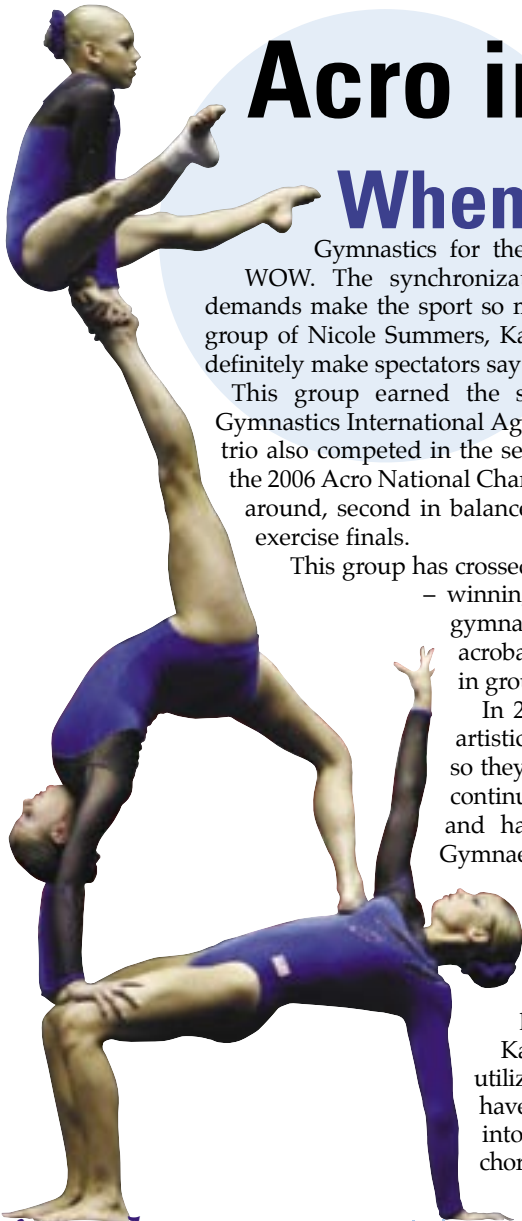 Acro i
When
Gymnastics for the
WOW. The synchroniza
demands make the sport so
group of Nicole Summers, Ka
definitely make spectators say
This group earned the s
Gymnastics International Ag
trio also competed in the se
the 2006 Acro National Cha
around, second in balance
exercise finals.
This group has crossed
– winnin
gymna
acroba
in grou
In 2
artistic
so they
continu
and ha
Gymnae
Ka
utiliz
have
into
chor